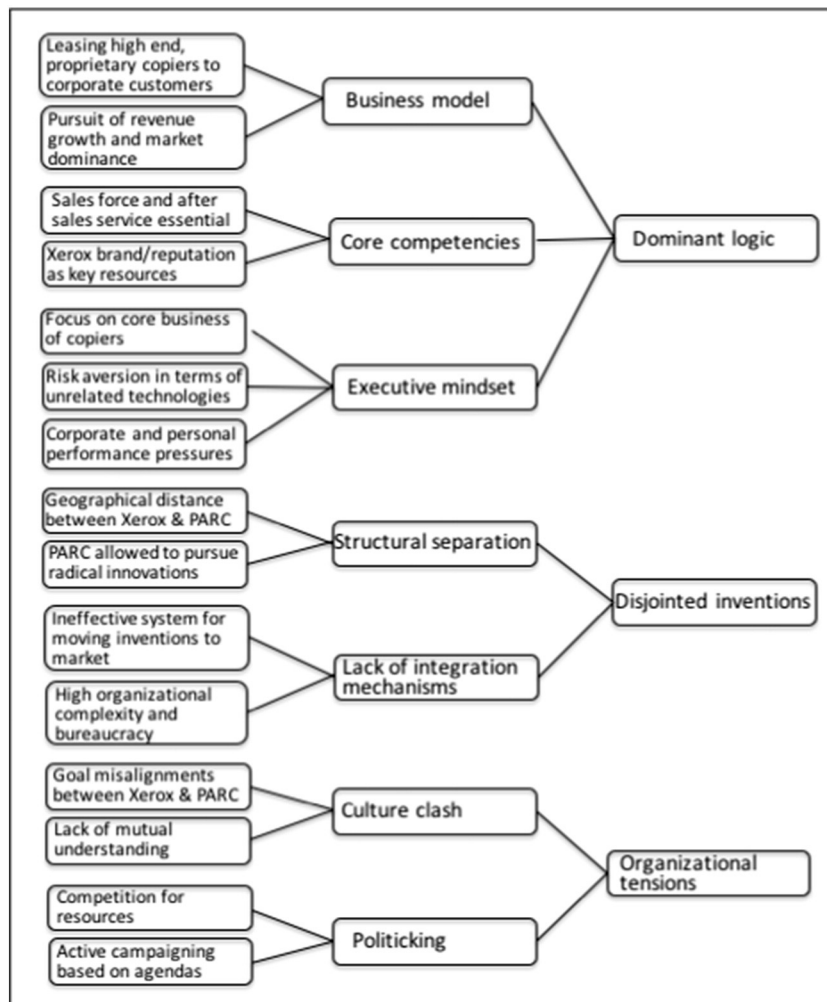 Leasing high end,
proprietary copiers to
corporate customers
Pursuit of revenue
growth and market
dominance
Business model
Sales force and after
sales service essential
Xerox brand/reputation
as key resources
Core competencies
Dominant logic
Focus on core business
of copiers
Risk aversion in terms of
unrelated technologies
Corporate and personal
performance pressures
Executive mindset
Geographical distance
between Xerox & PARC
PARC allowed to pursue
radical innovations
Structural separation
Ineffective system for
moving inventions to
market
High organizational
complexity and
bureaucracy
Lack of integration
mechanisms
Disjointed inventions
Goal misalignments
between Xerox & PARC
Lack of mutual
understanding
Culture clash
Competition for
resources
Active campaigning
based on agendas
Politicking
Organizational
tensions